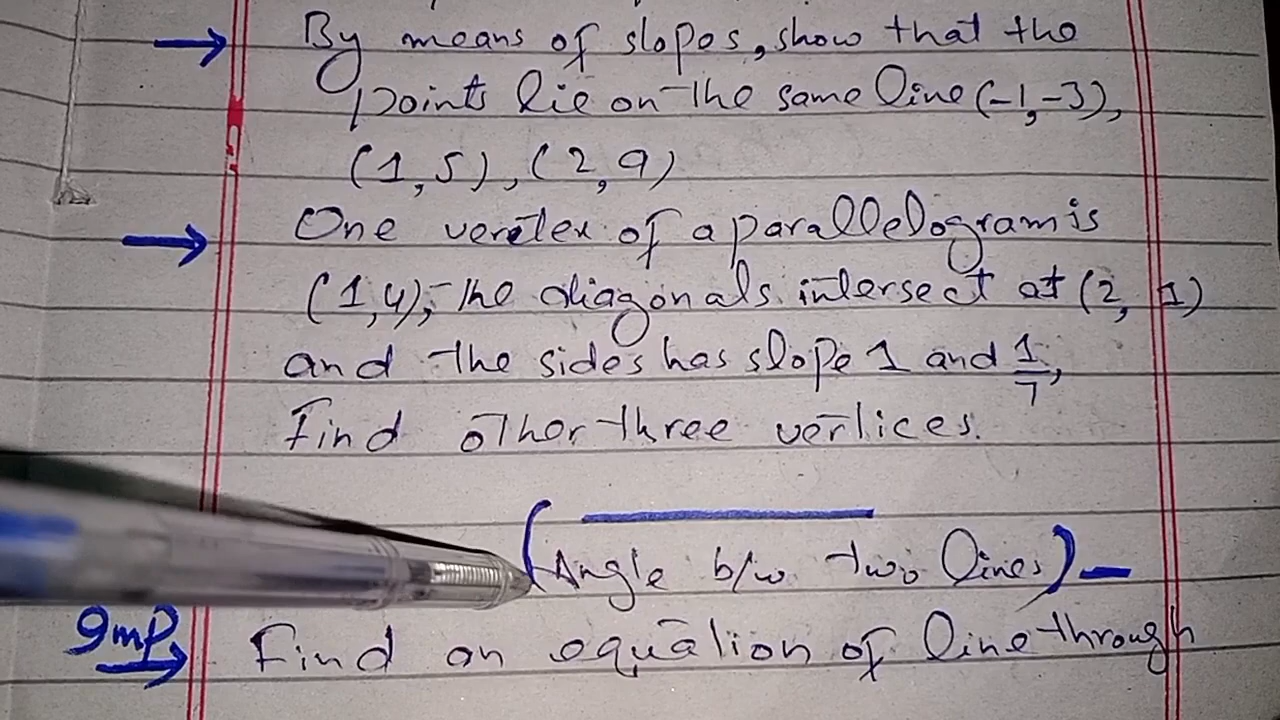 By means of slopes, show that the
points lie on the same line (-1,-3),
(1,5), (2,9)
One vertex of a parallelogram is
(1,4), the diagonals intersect at (2, 1)
and the sides has slope 1 and 1/7,
Find other three vertices.
(Angle b/w two lines)-
Imp Find an equation of line through